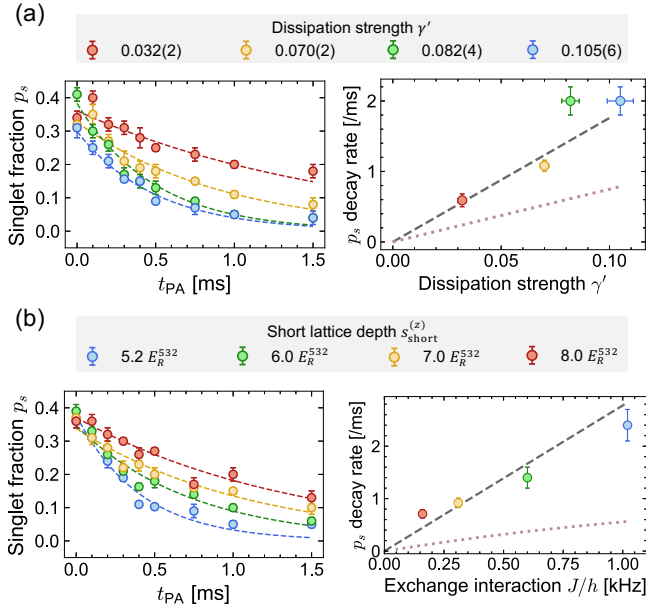 (a)
Dissipation strength γ′
0.032(2) 0.070(2) 0.082(4) 0.105(6)
Singlet fraction pₛ
0.4
0.3
0.2
0.1
0.0
0.0 0.5 1.0 1.5
t_PA [ms]
pₛ decay rate [/ms]
2
1
0
0.00 0.05 0.10
Dissipation strength γ′
(b)
Short lattice depth s_short^(z)
5.2 E_R^532 6.0 E_R^532 7.0 E_R^532 8.0 E_R^532
Singlet fraction pₛ
0.4
0.3
0.2
0.1
0.0
0.0 0.5 1.0 1.5
t_PA [ms]
pₛ decay rate [/ms]
2
1
0
0.00 0.25 0.50 0.75 1.00
Exchange interaction J/h [kHz]